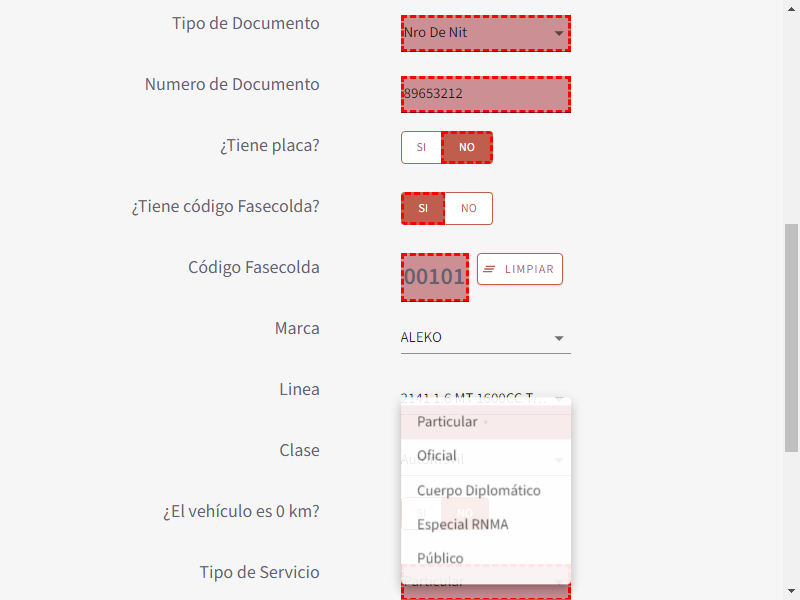 Tipo de Documento
Nro De Nit
Numero de Documento
89653212
¿Tiene placa?
SI NO
¿Tiene código Fasecolda?
SI NO
Código Fasecolda
00101
LIMPIAR
Marca
ALEKO
Linea
2141 1.6 MT 1600CC T...
Particular
Clase
Oficial
Cuerpo Diplomático
¿El vehículo es 0 km?
SI NO
Especial RNMA
Público
Tipo de Servicio
Particular